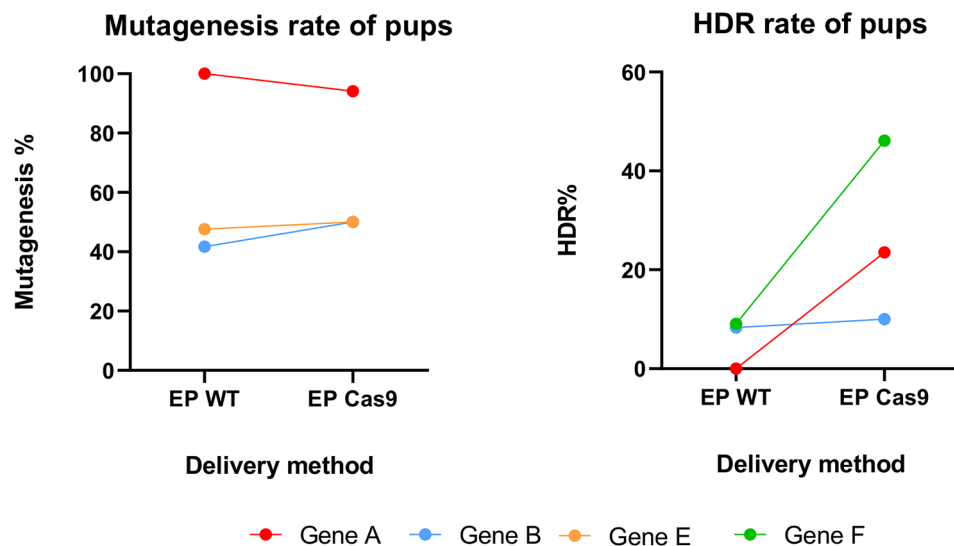 Mutagenesis rate of pups
Mutagenesis %
100
80
60
40
20
0
EP WT
EP Cas9
Delivery method
HDR rate of pups
HDR%
60
40
20
0
EP WT
EP Cas9
Delivery method
Gene A
Gene B
Gene E
Gene F